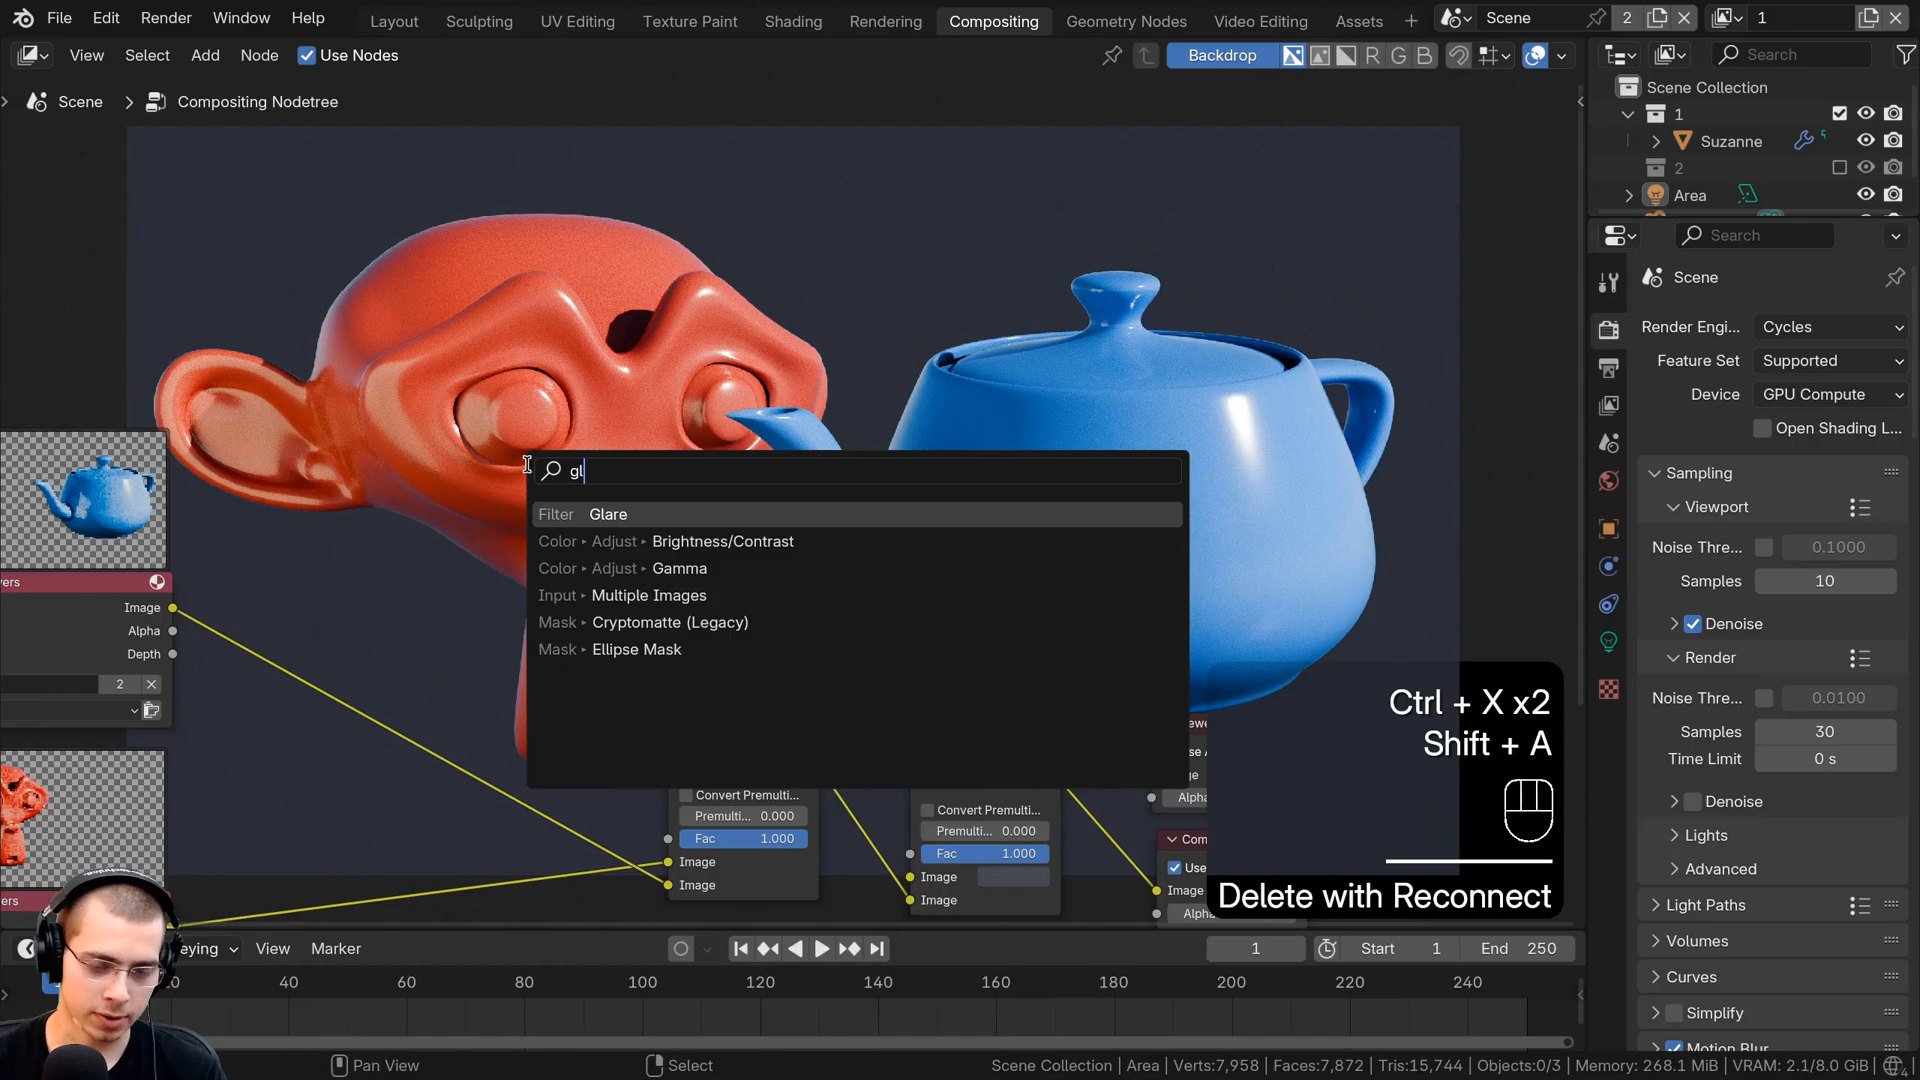 File Edit Render Window Help Layout Sculpting UV Editing Texture Paint Shading Rendering Compositing Geometry Nodes Video Editing Assets + Scene 2 1
View Select Add Node Use Nodes Backdrop R G B Search
Scene > Compositing Nodetree
Scene Collection
1
Suzanne
2
Area
Search
Scene
Render Engi... Cycles
Feature Set Supported
Device GPU Compute
Open Shading L...
Sampling
Viewport
Noise Thre... 0.1000
Samples 10
Denoise
Render
Noise Thre... 0.0100
Samples 30
Time Limit 0 s
Denoise
Lights
Advanced
Light Paths
Volumes
Curves
Simplify
Motion Blur
gl
Filter Glare
Color ▸ Adjust ▸ Brightness/Contrast
Color ▸ Adjust ▸ Gamma
Input ▸ Multiple Images
Mask ▸ Cryptomatte (Legacy)
Mask ▸ Ellipse Mask
yers
Image
Alpha
Depth
2
Convert Premulti...
Premulti... 0.000
Fac 1.000
Image
Image
Convert Premulti...
Premulti... 0.000
Fac 1.000
Image
Image
Alpha
Com
Use
Image
Alpha
Ctrl + X x2
Shift + A
Delete with Reconnect
eying View Marker 1 Start 1 End 250
40 60 80 100 120 140 160 180 200 220 240
Pan View Select Scene Collection | Area | Verts:7,958 | Faces:7,872 | Tris:15,744 | Objects:0/3 | Memory: 268.1 MiB | VRAM: 2.1/8.0 GiB